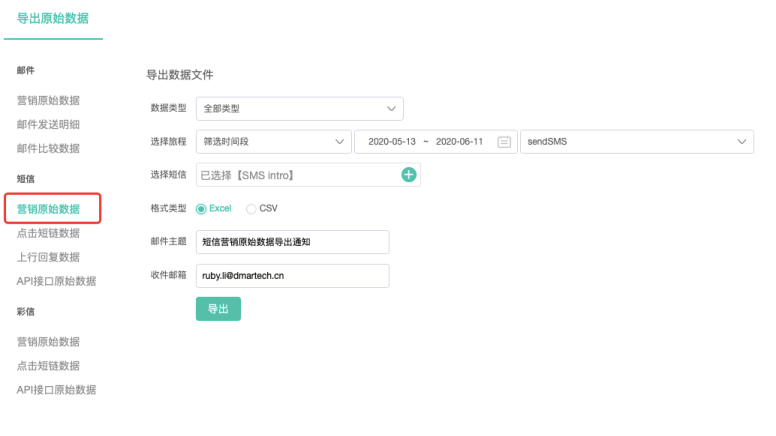 导出原始数据
邮件
营销原始数据
邮件发送明细
邮件比较数据
短信
营销原始数据
点击短链数据
上行回复数据
API接口原始数据
彩信
营销原始数据
点击短链数据
API接口原始数据
导出数据文件
数据类型 全部类型
选择旅程 筛选时间段 2020-05-13 ~ 2020-06-11 sendSMS
选择短信 已选择【SMS intro】
格式类型 Excel CSV
邮件主题 短信营销原始数据导出通知
收件邮箱 ruby.li@dmartech.cn
导出